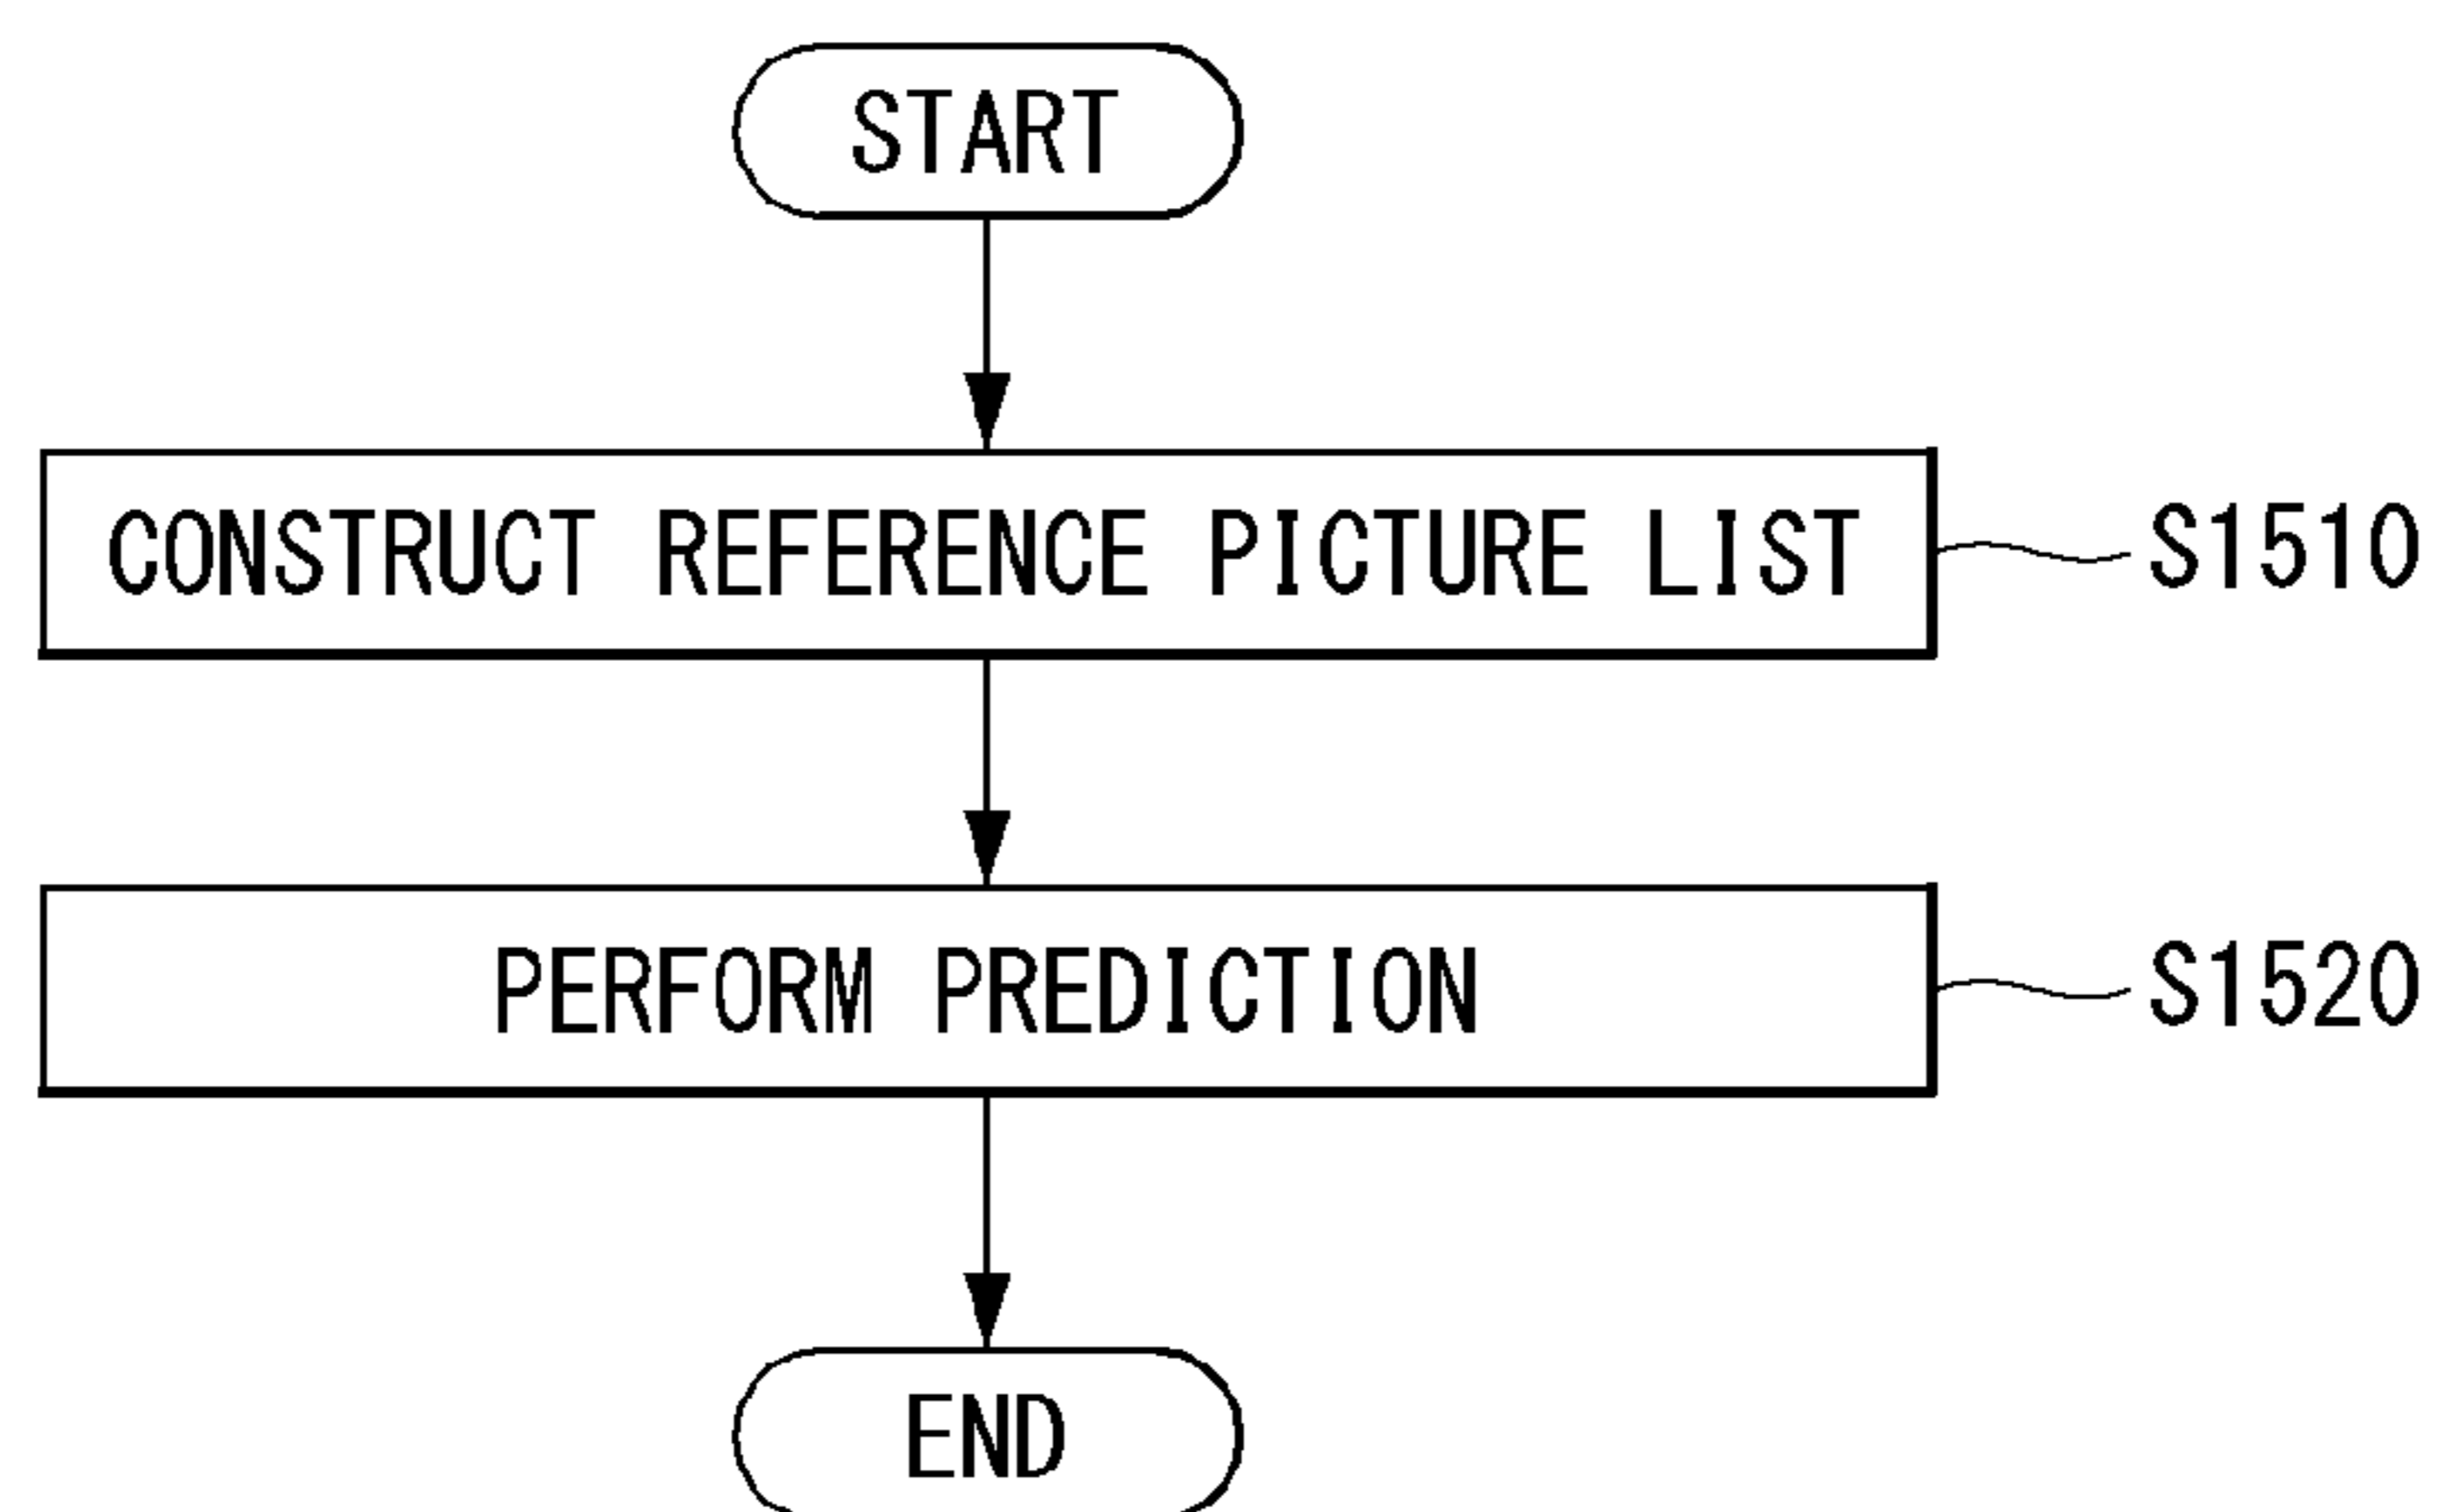 START
CONSTRUCT REFERENCE PICTURE LIST
S1510
PERFORM PREDICTION
S1520
END